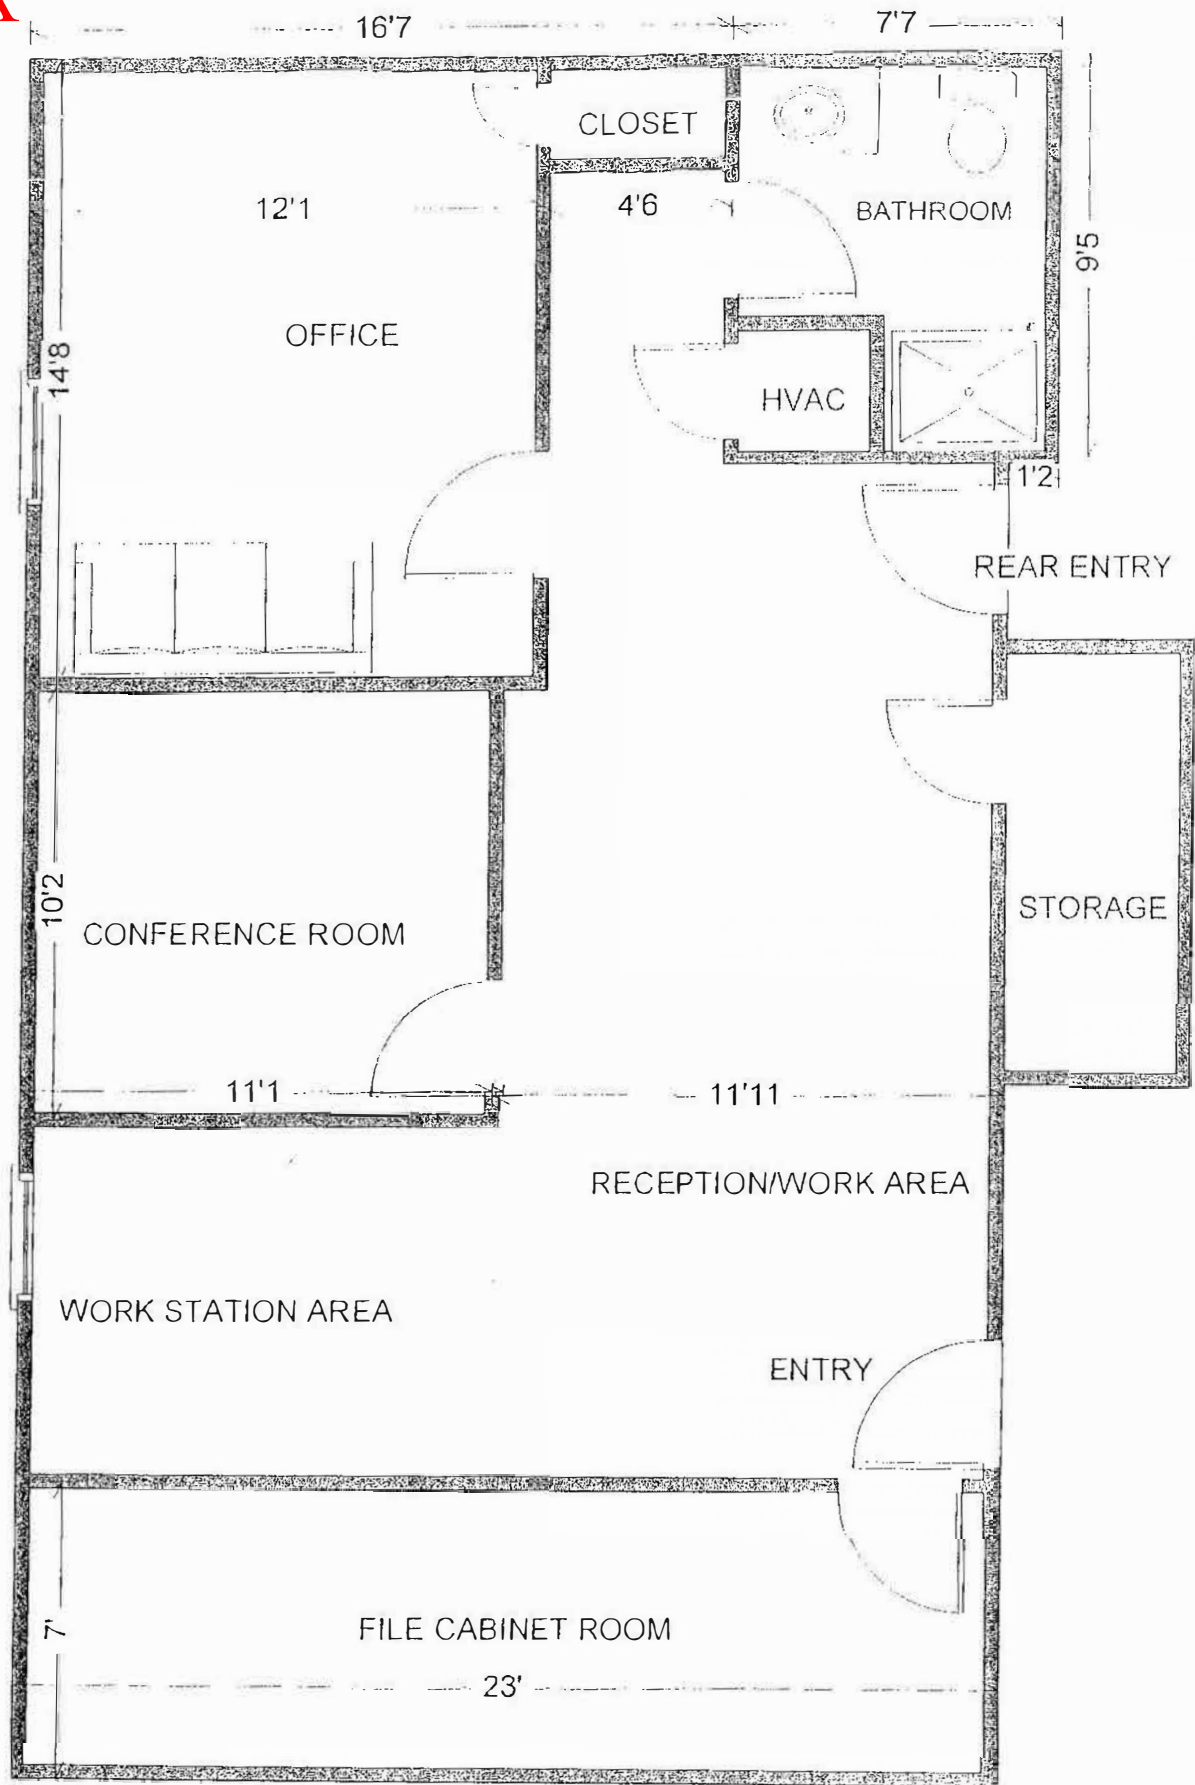 16'7
7'7
CLOSET
12'1
4'6
BATHROOM
9'5
OFFICE
14'8
HVAC
1'2
REAR ENTRY
10'2
CONFERENCE ROOM
STORAGE
11'1
11'11
RECEPTION/WORK AREA
WORK STATION AREA
ENTRY
7'
FILE CABINET ROOM
23'